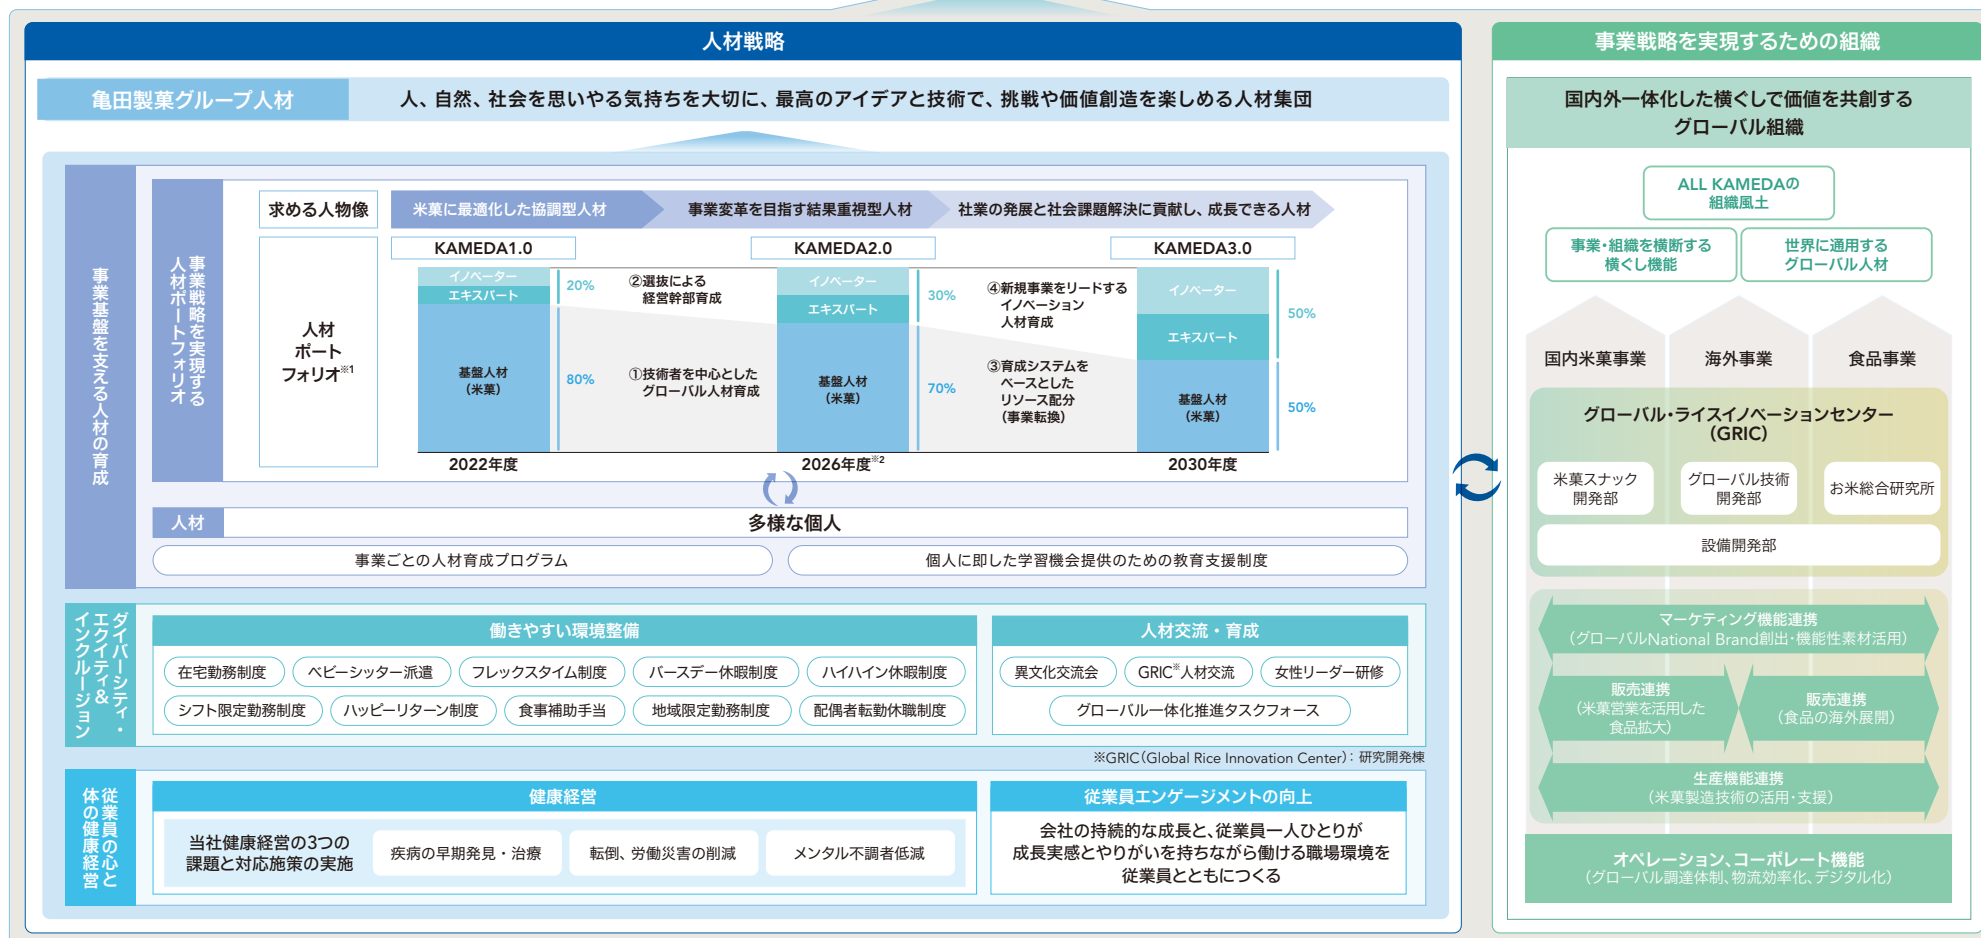 人材戦略
亀田製菓グループ人材
人、自然、社会を思いやる気持ちを大切に、最高のアイデアと技術で、挑戦や価値創造を楽しめる人材集団
事業基盤を支える人材の育成
事業戦略を実現する
人材ポートフォリオ
求める人物像
米菓に最適化した協調型人材
事業変革を目指す結果重視型人材
社業の発展と社会課題解決に貢献し、成長できる人材
人材
ポート
フォリオ※1
KAMEDA1.0
KAMEDA2.0
KAMEDA3.0
イノベーター
エキスパート
基盤人材
(米菓)
20%
80%
②選抜による
経営幹部育成
①技術者を中心とした
グローバル人材育成
イノベーター
エキスパート
基盤人材
(米菓)
30%
70%
④新規事業をリードする
イノベーション
人材育成
③育成システムを
ベースとした
リソース配分
(事業転換)
イノベーター
エキスパート
基盤人材
(米菓)
50%
50%
2022年度
2026年度※2
2030年度
人材
多様な個人
事業ごとの人材育成プログラム
個人に即した学習機会提供のための教育支援制度
ダイバーシティ・
エクイティ&
インクルージョン
働きやすい環境整備
在宅勤務制度
ベビーシッター派遣
フレックスタイム制度
バースデー休暇制度
ハイハイン休暇制度
シフト限定勤務制度
ハッピーリターン制度
食事補助手当
地域限定勤務制度
配偶者転勤休職制度
人材交流・育成
異文化交流会
GRIC※人材交流
女性リーダー研修
グローバル一体化推進タスクフォース
※GRIC(Global Rice Innovation Center):研究開発棟
従業員の心と
体の健康経営
健康経営
当社健康経営の3つの
課題と対応施策の実施
疾病の早期発見・治療
転倒、労働災害の削減
メンタル不調者低減
従業員エンゲージメントの向上
会社の持続的な成長と、従業員一人ひとりが
成長実感とやりがいを持ちながら働ける職場環境を
従業員とともにつくる
事業戦略を実現するための組織
国内外一体化した横ぐしで価値を共創する
グローバル組織
ALL KAMEDAの
組織風土
事業・組織を横断する
横ぐし機能
世界に通用する
グローバル人材
国内米菓事業
海外事業
食品事業
グローバル・ライスイノベーションセンター
(GRIC)
米菓スナック
開発部
グローバル技術
開発部
お米総合研究所
設備開発部
マーケティング機能連携
(グローバルNational Brand創出・機能性素材活用)
販売連携
(米菓営業を活用した
食品拡大)
販売連携
(食品の海外展開)
生産機能連携
(米菓製造技術の活用・支援)
オペレーション、コーポレート機能
(グローバル調達体制、物流効率化、デジタル化)